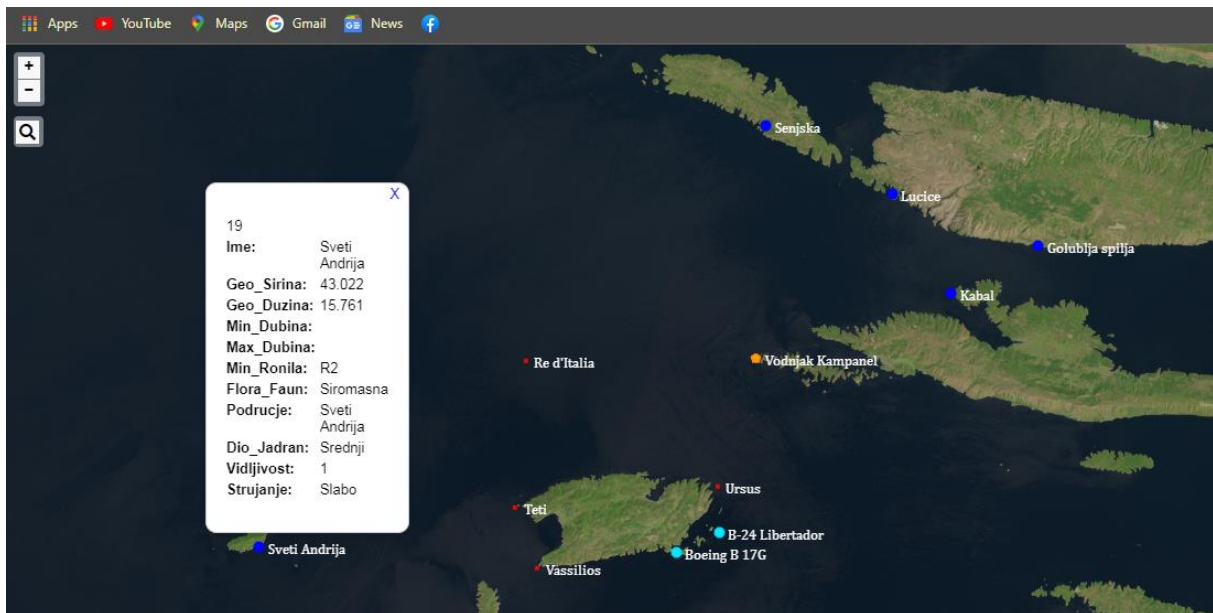 Apps YouTube Maps Gmail News
+
-
Senjska
X
Lucice
19
Ime: Sveti
Andrija
Golublja spilja
Geo_Sirina: 43.022
Geo_Duzina: 15.761
Kabal
Min_Dubina:
Max_Dubina:
Min_Ronila: R2
Re d'Italia
Vodnjak Kampanel
Flora_Faun: Siromasna
Podrucje: Sveti
Andrija
Dio_Jadran: Srednji
Vidljivost: 1
Strujanje: Slabo
Ursus
Teti
B-24 Libertador
Sveti Andrija
Boeing B 17G
Vassilios